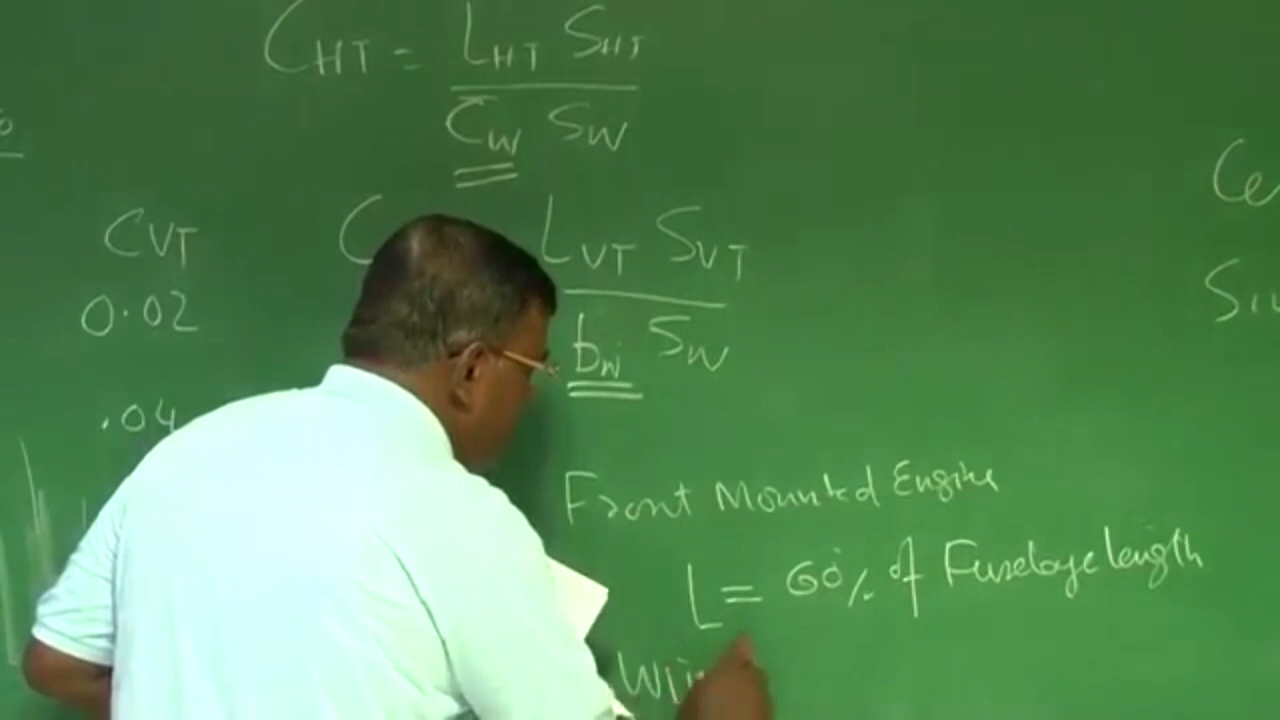 CHT = LHT SHT
C̅W SW
CVT
C LVT SVT
0.02
bW SW
.04
Front Mounted Engine
L = 60% of Fuselage length